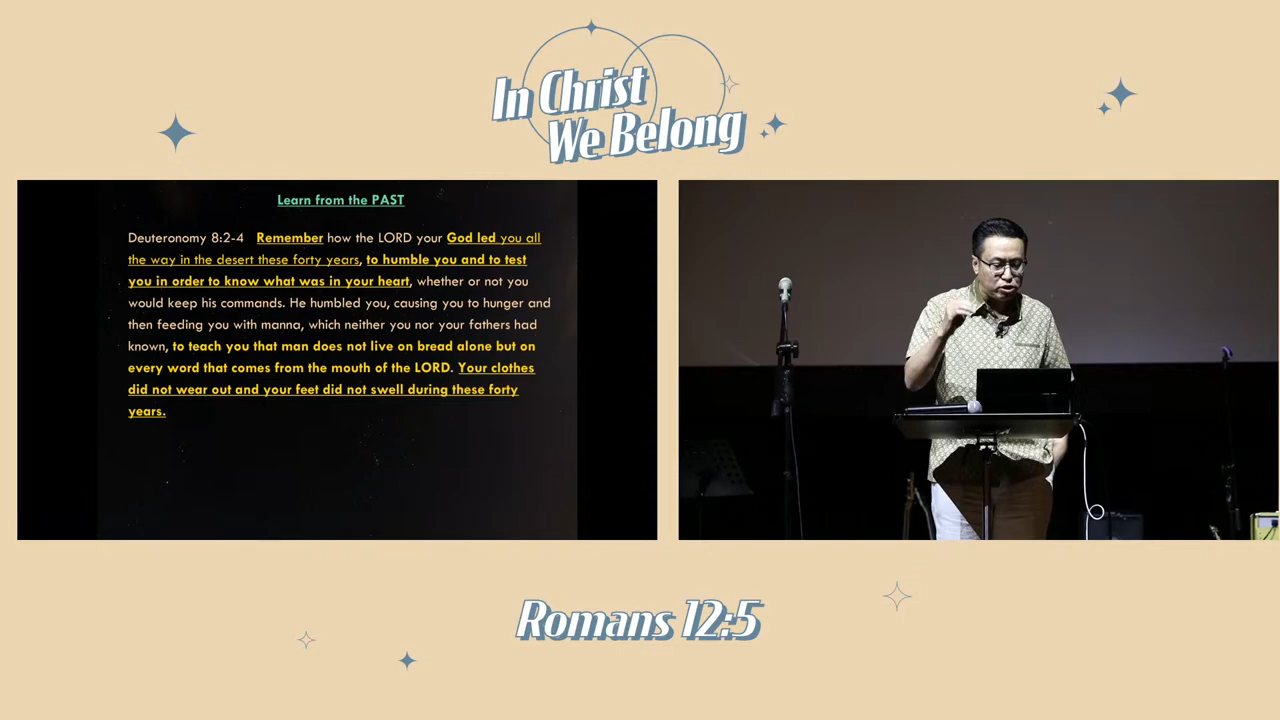 In Christ
We Belong
Learn from the PAST
Deuteronomy 8:2-4 Remember how the LORD your God led you all
the way in the desert these forty years, to humble you and to test
you in order to know what was in your heart, whether or not you
would keep his commands. He humbled you, causing you to hunger and
then feeding you with manna, which neither you nor your fathers had
known, to teach you that man does not live on bread alone but on
every word that comes from the mouth of the LORD. Your clothes
did not wear out and your feet did not swell during these forty
years.
Romans 12:5